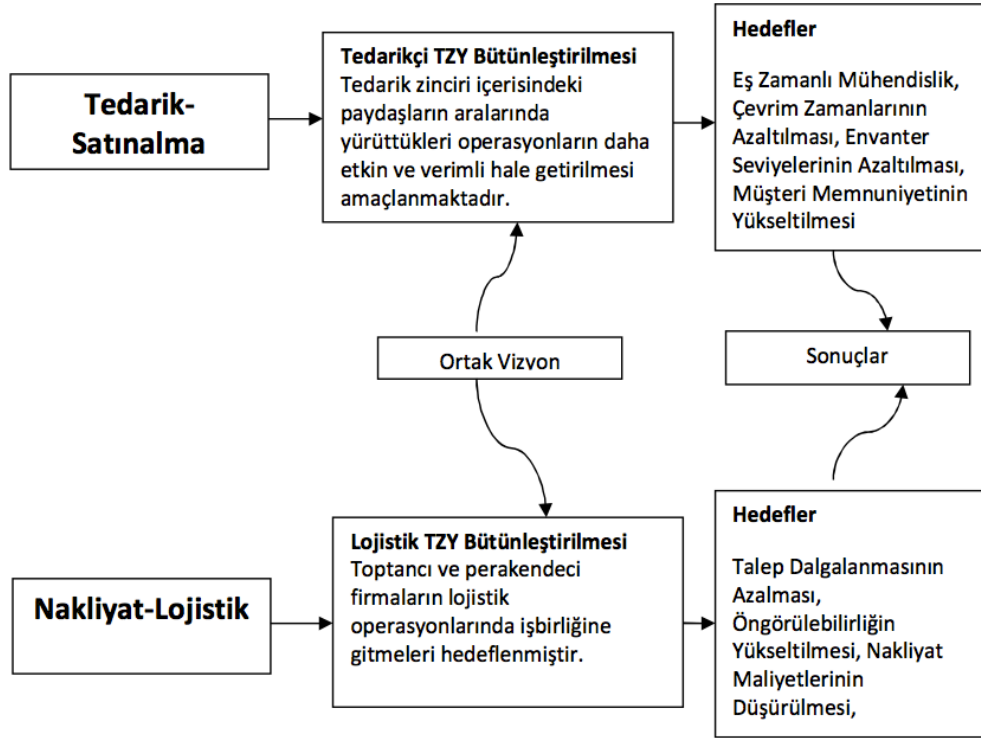 Tedarik-
Satınalma
Tedarikçi TZY Bütünleştirilmesi
Tedarik zinciri içerisindeki
paydaşların aralarında
yürüttükleri operasyonların daha
etkin ve verimli hale getirilmesi
amaçlanmaktadır.
Hedefler
Eş Zamanlı Mühendislik,
Çevrim Zamanlarının
Azaltılması, Envanter
Seviyelerinin Azaltılması,
Müşteri Memnuniyetinin
Yükseltilmesi
Ortak Vizyon
Sonuçlar
Nakliyat-Lojistik
Lojistik TZY Bütünleştirilmesi
Toptancı ve perakendeci
firmaların lojistik
operasyonlarında işbirliğine
gitmeleri hedeflenmiştir.
Hedefler
Talep Dalgalanmasının
Azalması,
Öngörülebilirliğin
Yükseltilmesi, Nakliyat
Maliyetlerinin
Düşürülmesi,